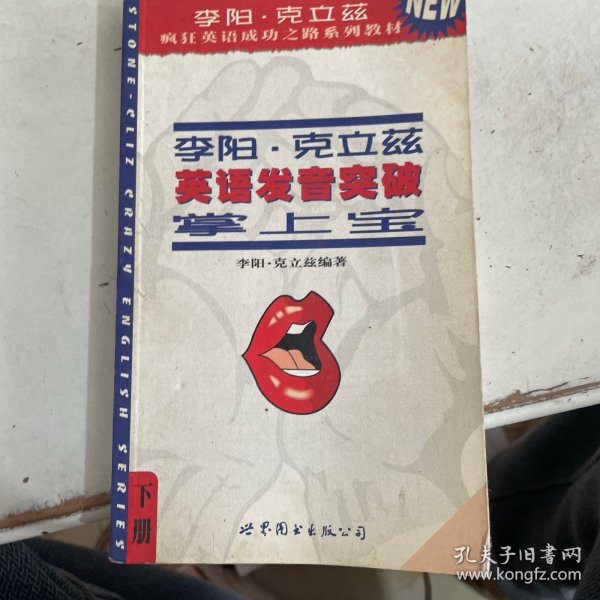 李阳·克立兹
疯狂英语成功之路系列教材
NEW
STONE-CLIZ CRAZY ENGLISH SERIES
李阳·克立兹
英语发音突破
掌上宝
李阳·克立兹编著
下册
世界图书出版公司
孔夫子旧书网
www.kongfz.com